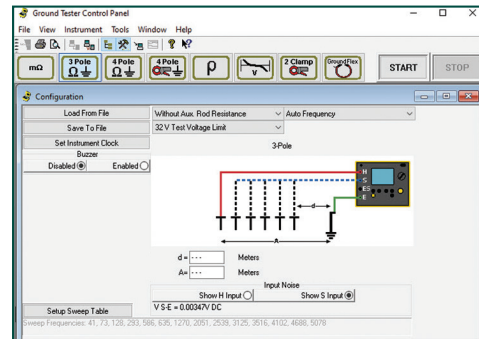 Ground Tester Control Panel
File View Instrument Tools Window Help
mΩ 3 Pole Ω 4 Pole Ω 4 Pole ρ V 2 Clamp GroundFlex START STOP
Configuration
Load From File Without Aux. Rod Resistance Auto Frequency
Save To File 32 V Test Voltage Limit
Set Instrument Clock 3-Pole
Buzzer
Disabled Enabled
H
S
ES
E
d
A
d = --- Meters
A= --- Meters
Input Noise
Show H Input Show S Input
Setup Sweep Table V S-E = 0.00347V DC
Sweep Frequencies: 41, 73, 128, 293, 586, 635, 1270, 2051, 2539, 3125, 3516, 4102, 4688, 5078